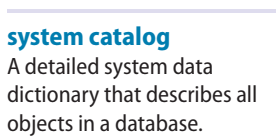 system catalog
A detailed system data
dictionary that describes all
objects in a database.